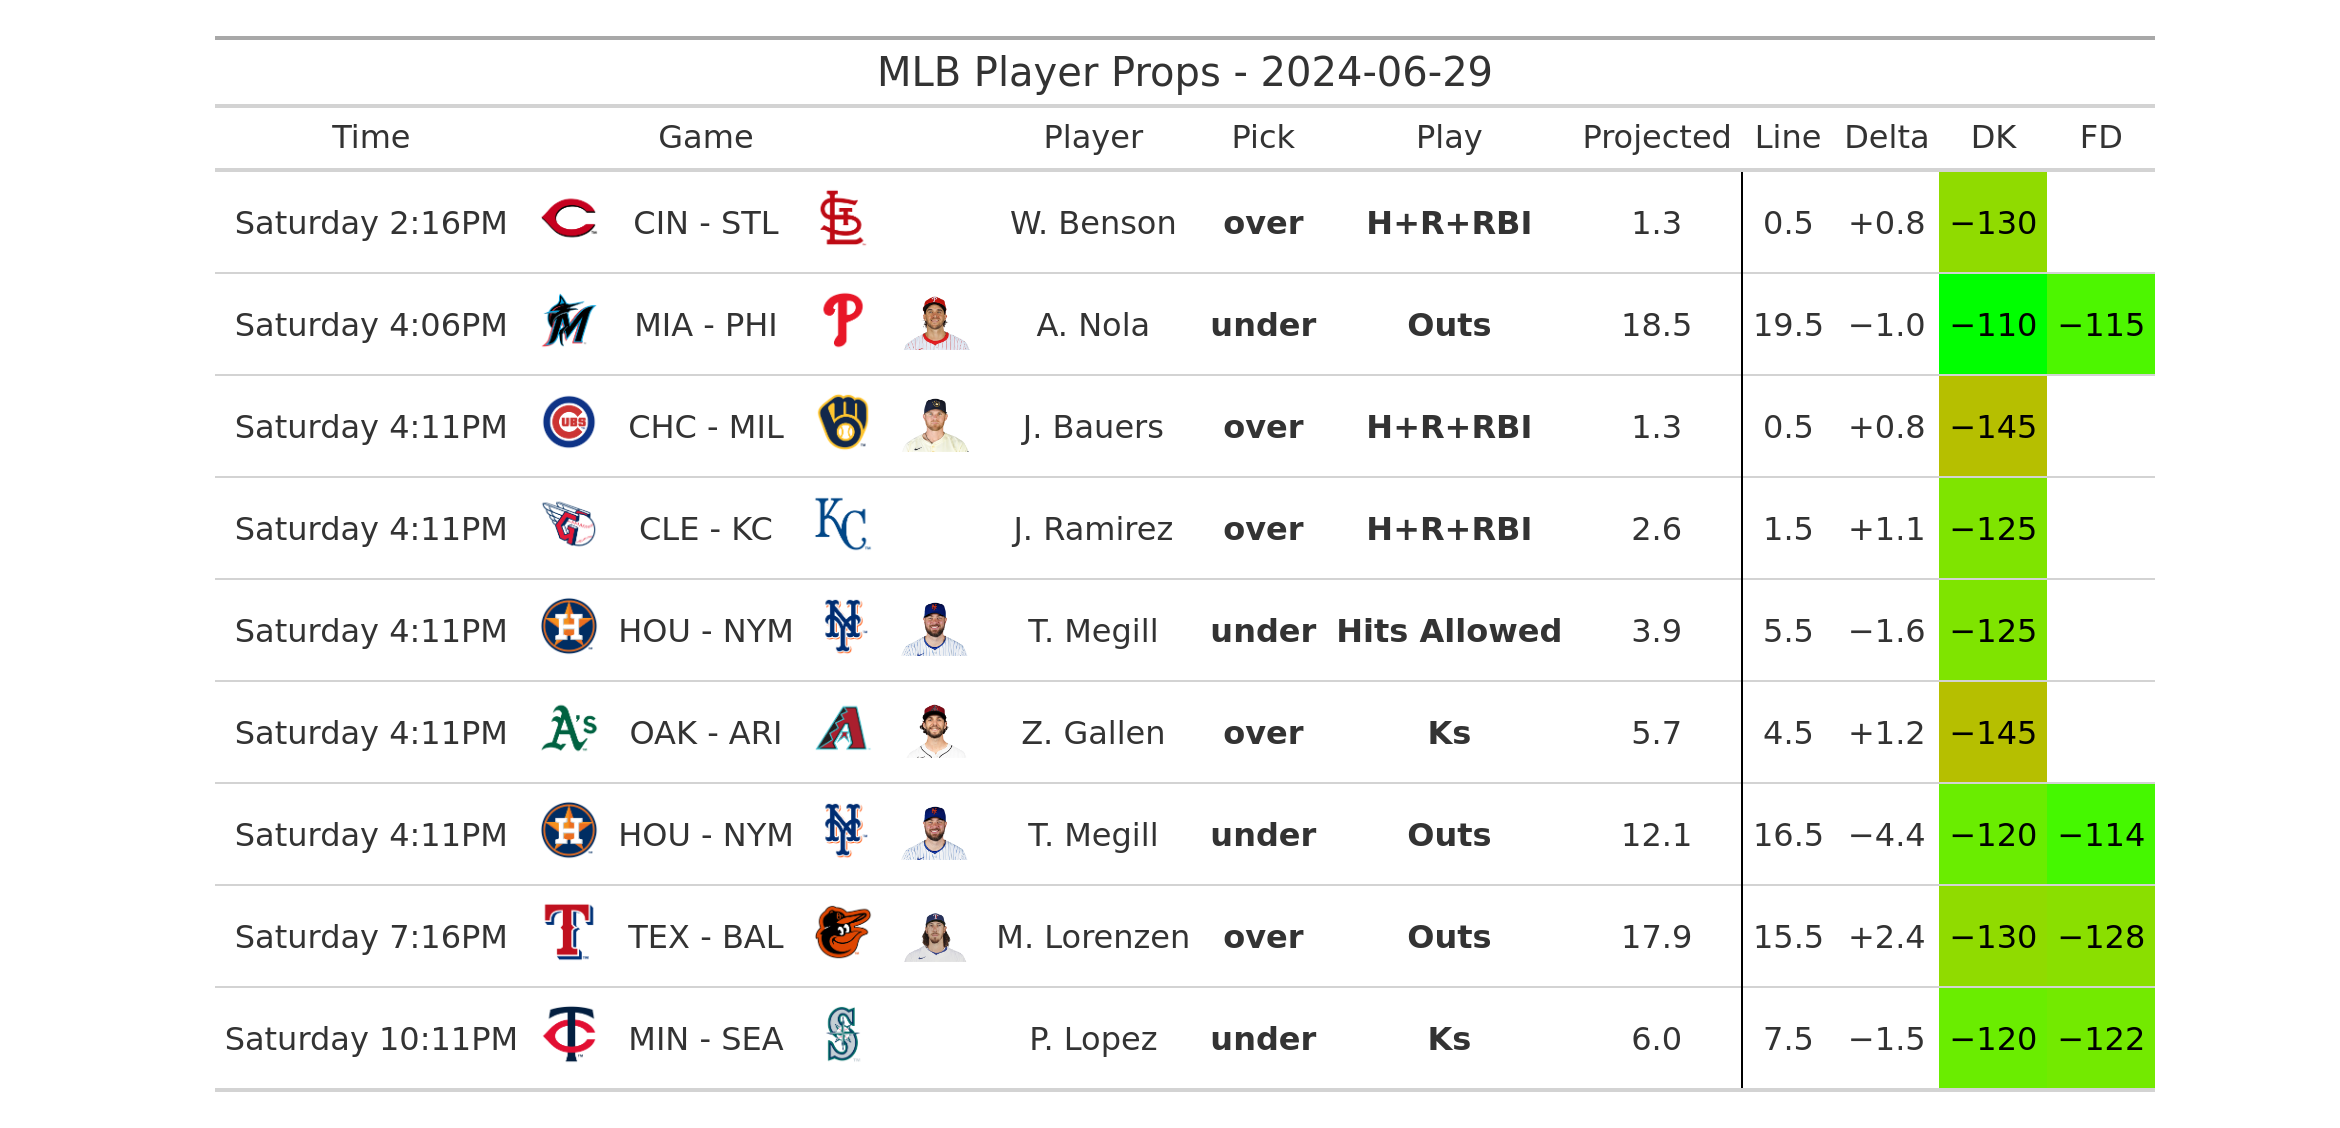 MLB Player Props - 2024-06-29
Time Game Player Pick Play Projected Line Delta DK FD
Saturday 2:16PM CIN - STL W. Benson over H+R+RBI 1.3 0.5 +0.8 −130
Saturday 4:06PM MIA - PHI A. Nola under Outs 18.5 19.5 −1.0 −110 −115
Saturday 4:11PM CHC - MIL J. Bauers over H+R+RBI 1.3 0.5 +0.8 −145
Saturday 4:11PM CLE - KC J. Ramirez over H+R+RBI 2.6 1.5 +1.1 −125
Saturday 4:11PM HOU - NYM T. Megill under Hits Allowed 3.9 5.5 −1.6 −125
Saturday 4:11PM OAK - ARI Z. Gallen over Ks 5.7 4.5 +1.2 −145
Saturday 4:11PM HOU - NYM T. Megill under Outs 12.1 16.5 −4.4 −120 −114
Saturday 7:16PM TEX - BAL M. Lorenzen over Outs 17.9 15.5 +2.4 −130 −128
Saturday 10:11PM MIN - SEA P. Lopez under Ks 6.0 7.5 −1.5 −120 −122